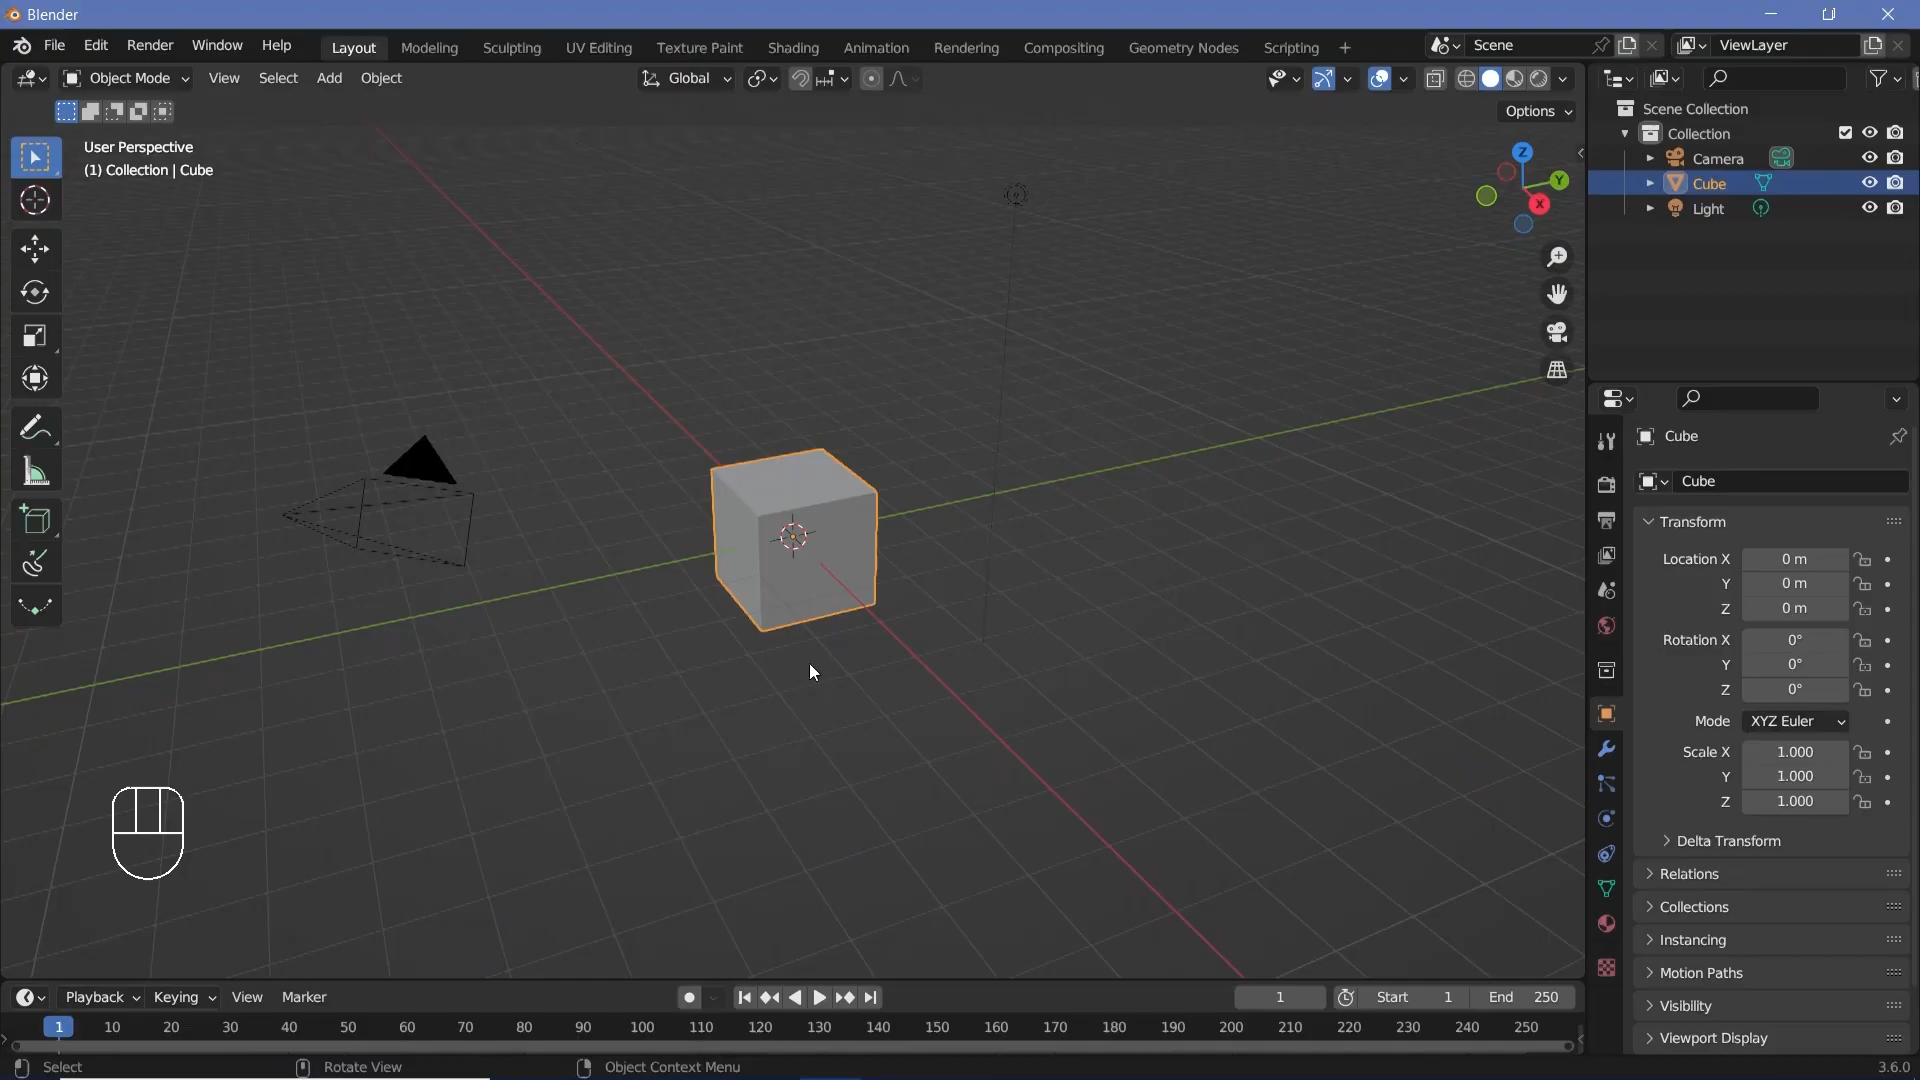 Blender
File Edit Render Window Help Layout Modeling Sculpting UV Editing Texture Paint Shading Animation Rendering Compositing Geometry Nodes Scripting + Scene ViewLayer
Object Mode View Select Add Object Global
Options
User Perspective
(1) Collection | Cube
Z
Y
X
Scene Collection
Collection
Camera
Cube
Light
Cube
Cube
Transform
Location X 0 m
Y 0 m
Z 0 m
Rotation X 0°
Y 0°
Z 0°
Mode XYZ Euler
Scale X 1.000
Y 1.000
Z 1.000
Delta Transform
Relations
Collections
Instancing
Motion Paths
Visibility
Viewport Display
Playback Keying View Marker 1 Start 1 End 250
1 10 20 30 40 50 60 70 80 90 100 110 120 130 140 150 160 170 180 190 200 210 220 230 240 250
Select Rotate View Object Context Menu 3.6.0